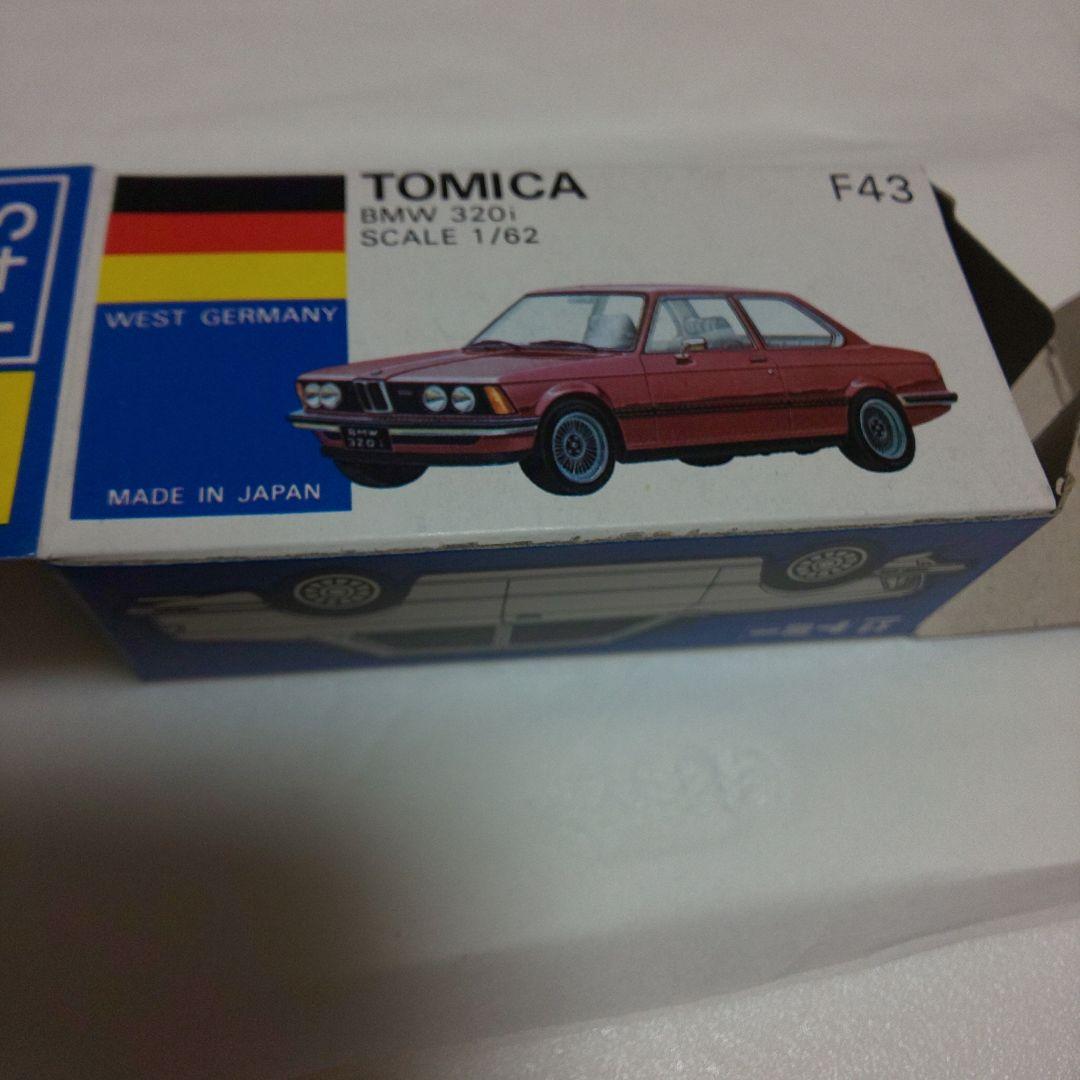 TOMICA
BMW 320i
SCALE 1/62
F43
WEST GERMANY
BMW
320i
MADE IN JAPAN